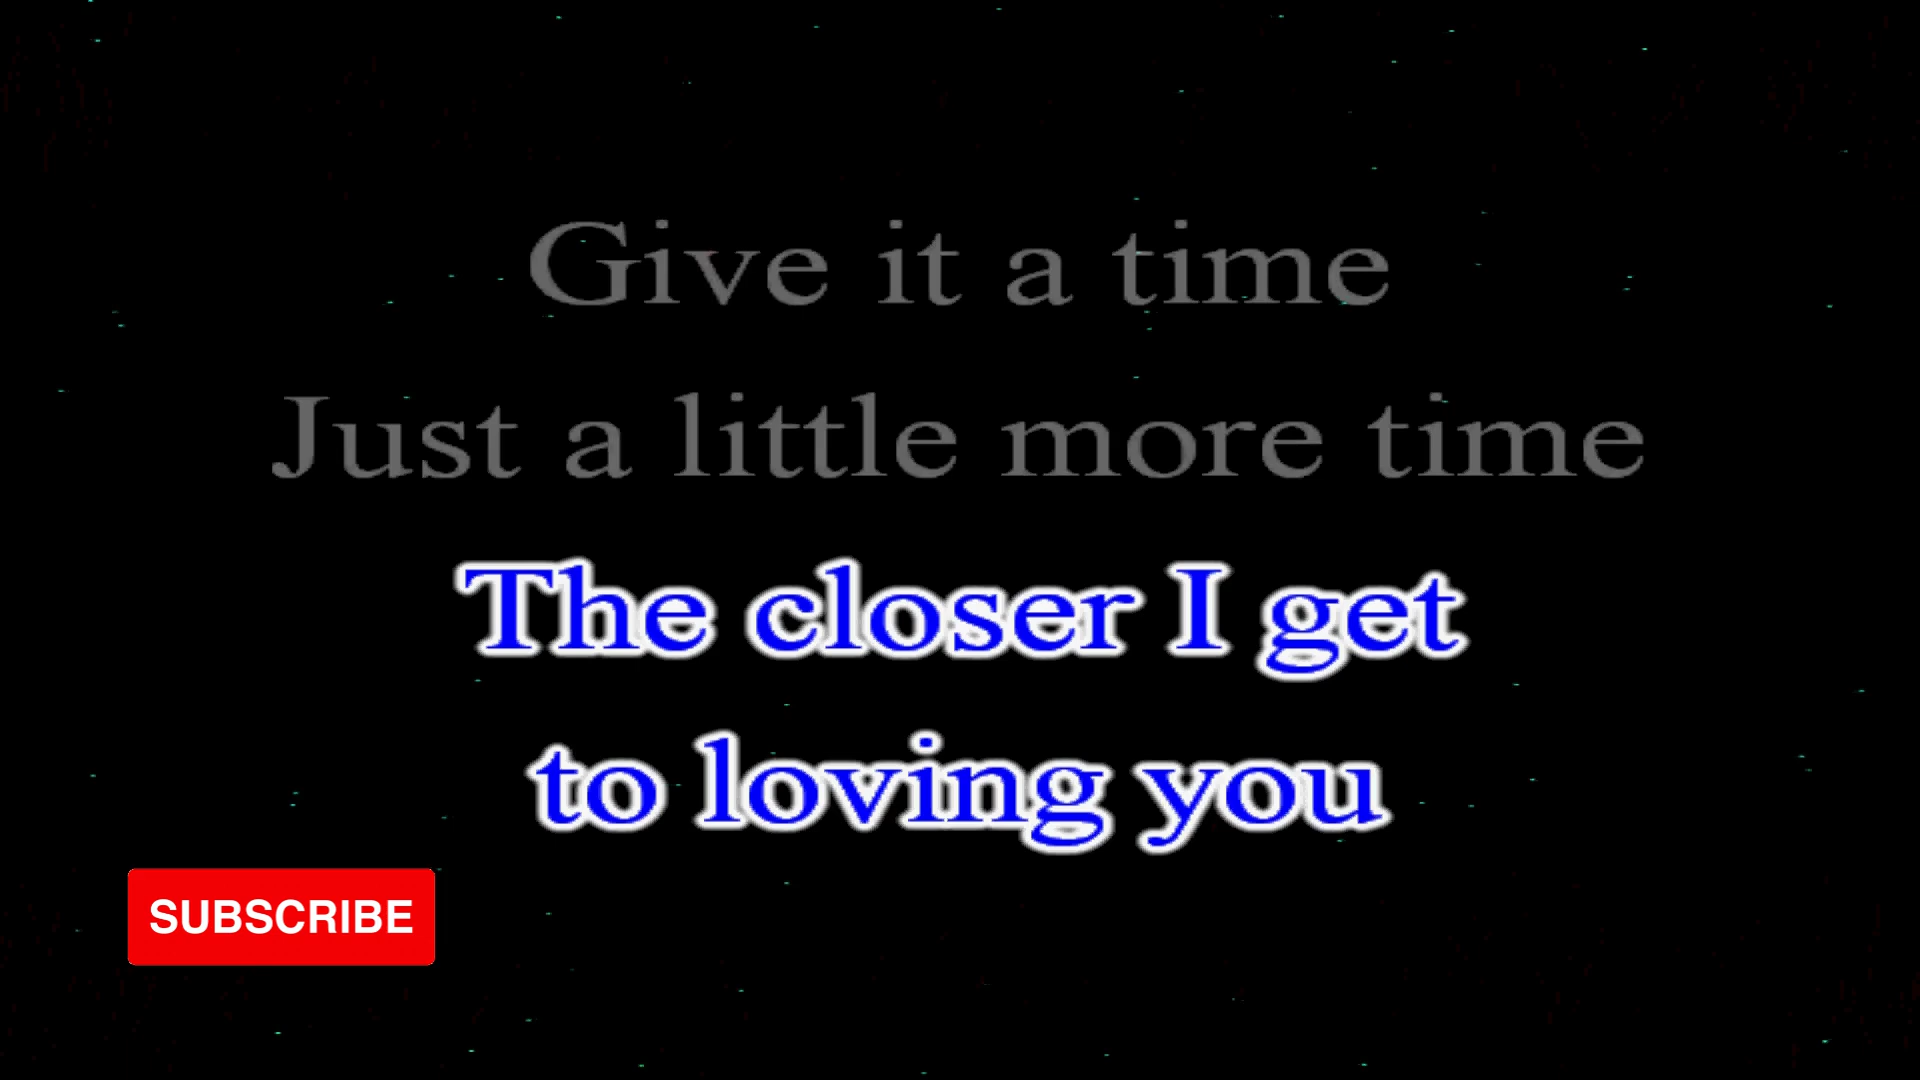 Give it a time
Just a little more time
The closer I get
to loving you
SUBSCRIBE